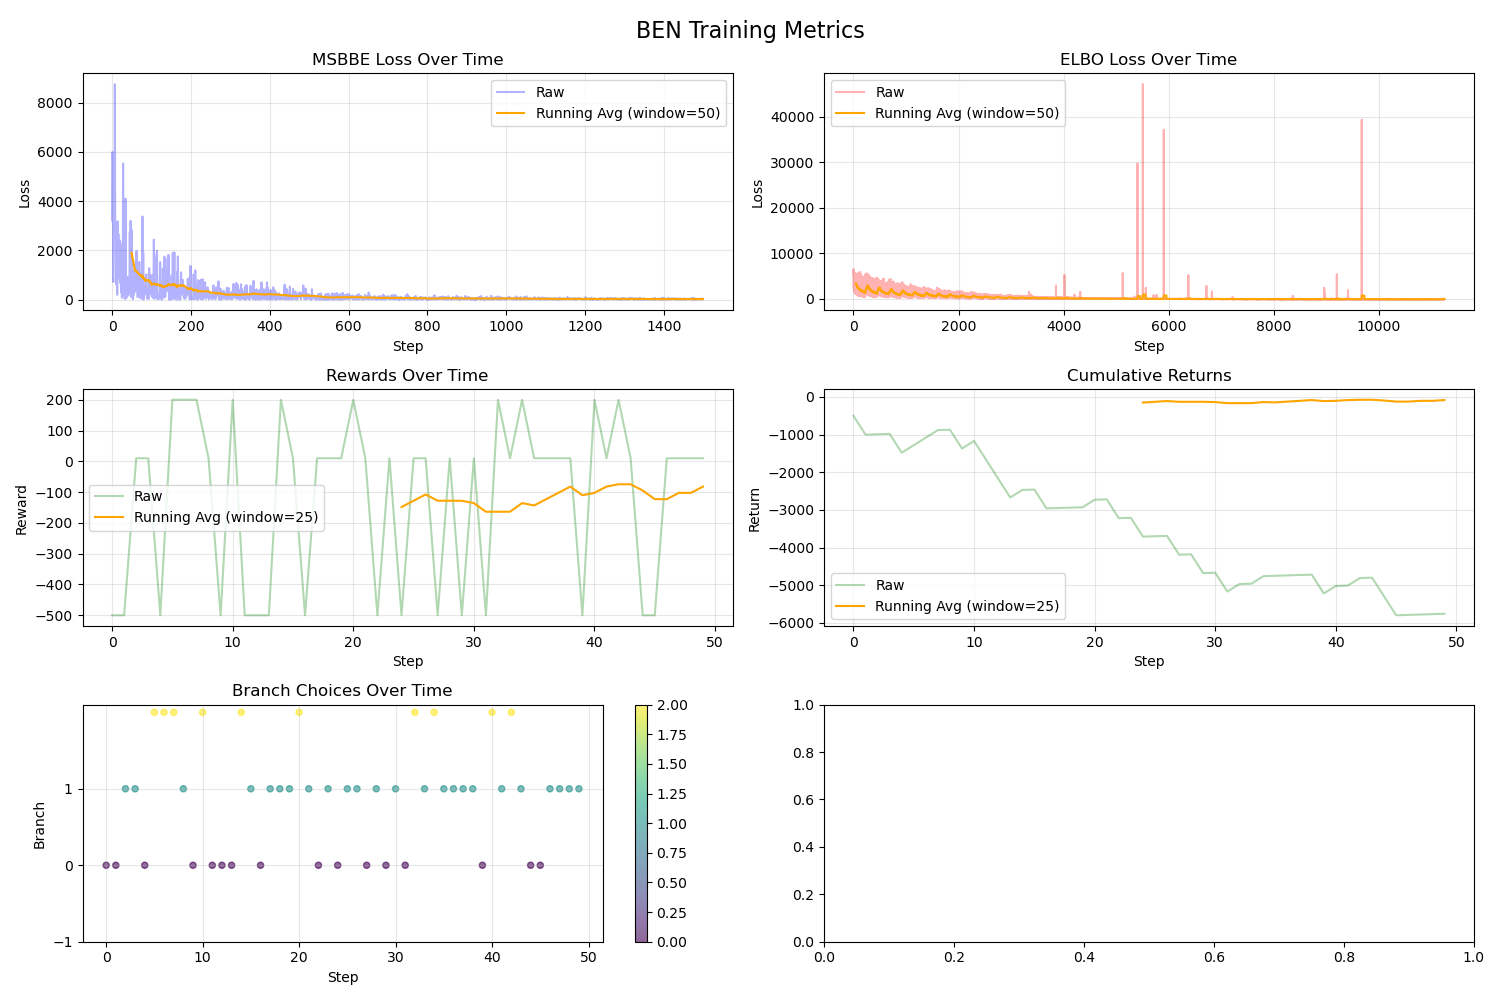 BEN Training Metrics
MSBBE Loss Over Time
Loss
8000
6000
4000
2000
0
Raw
Running Avg (window=50)
0 200 400 600 800 1000 1200 1400
Step
ELBO Loss Over Time
Loss
40000
30000
20000
10000
0
Raw
Running Avg (window=50)
0 2000 4000 6000 8000 10000
Step
Rewards Over Time
Reward
200
100
0
−100
−200
−300
−400
−500
Raw
Running Avg (window=25)
0 10 20 30 40 50
Step
Cumulative Returns
Return
0
−1000
−2000
−3000
−4000
−5000
−6000
Raw
Running Avg (window=25)
0 10 20 30 40 50
Step
Branch Choices Over Time
Branch
1
0
−1
0 10 20 30 40 50
Step
2.00
1.75
1.50
1.25
1.00
0.75
0.50
0.25
0.00
1.0
0.8
0.6
0.4
0.2
0.0
0.0 0.2 0.4 0.6 0.8 1.0